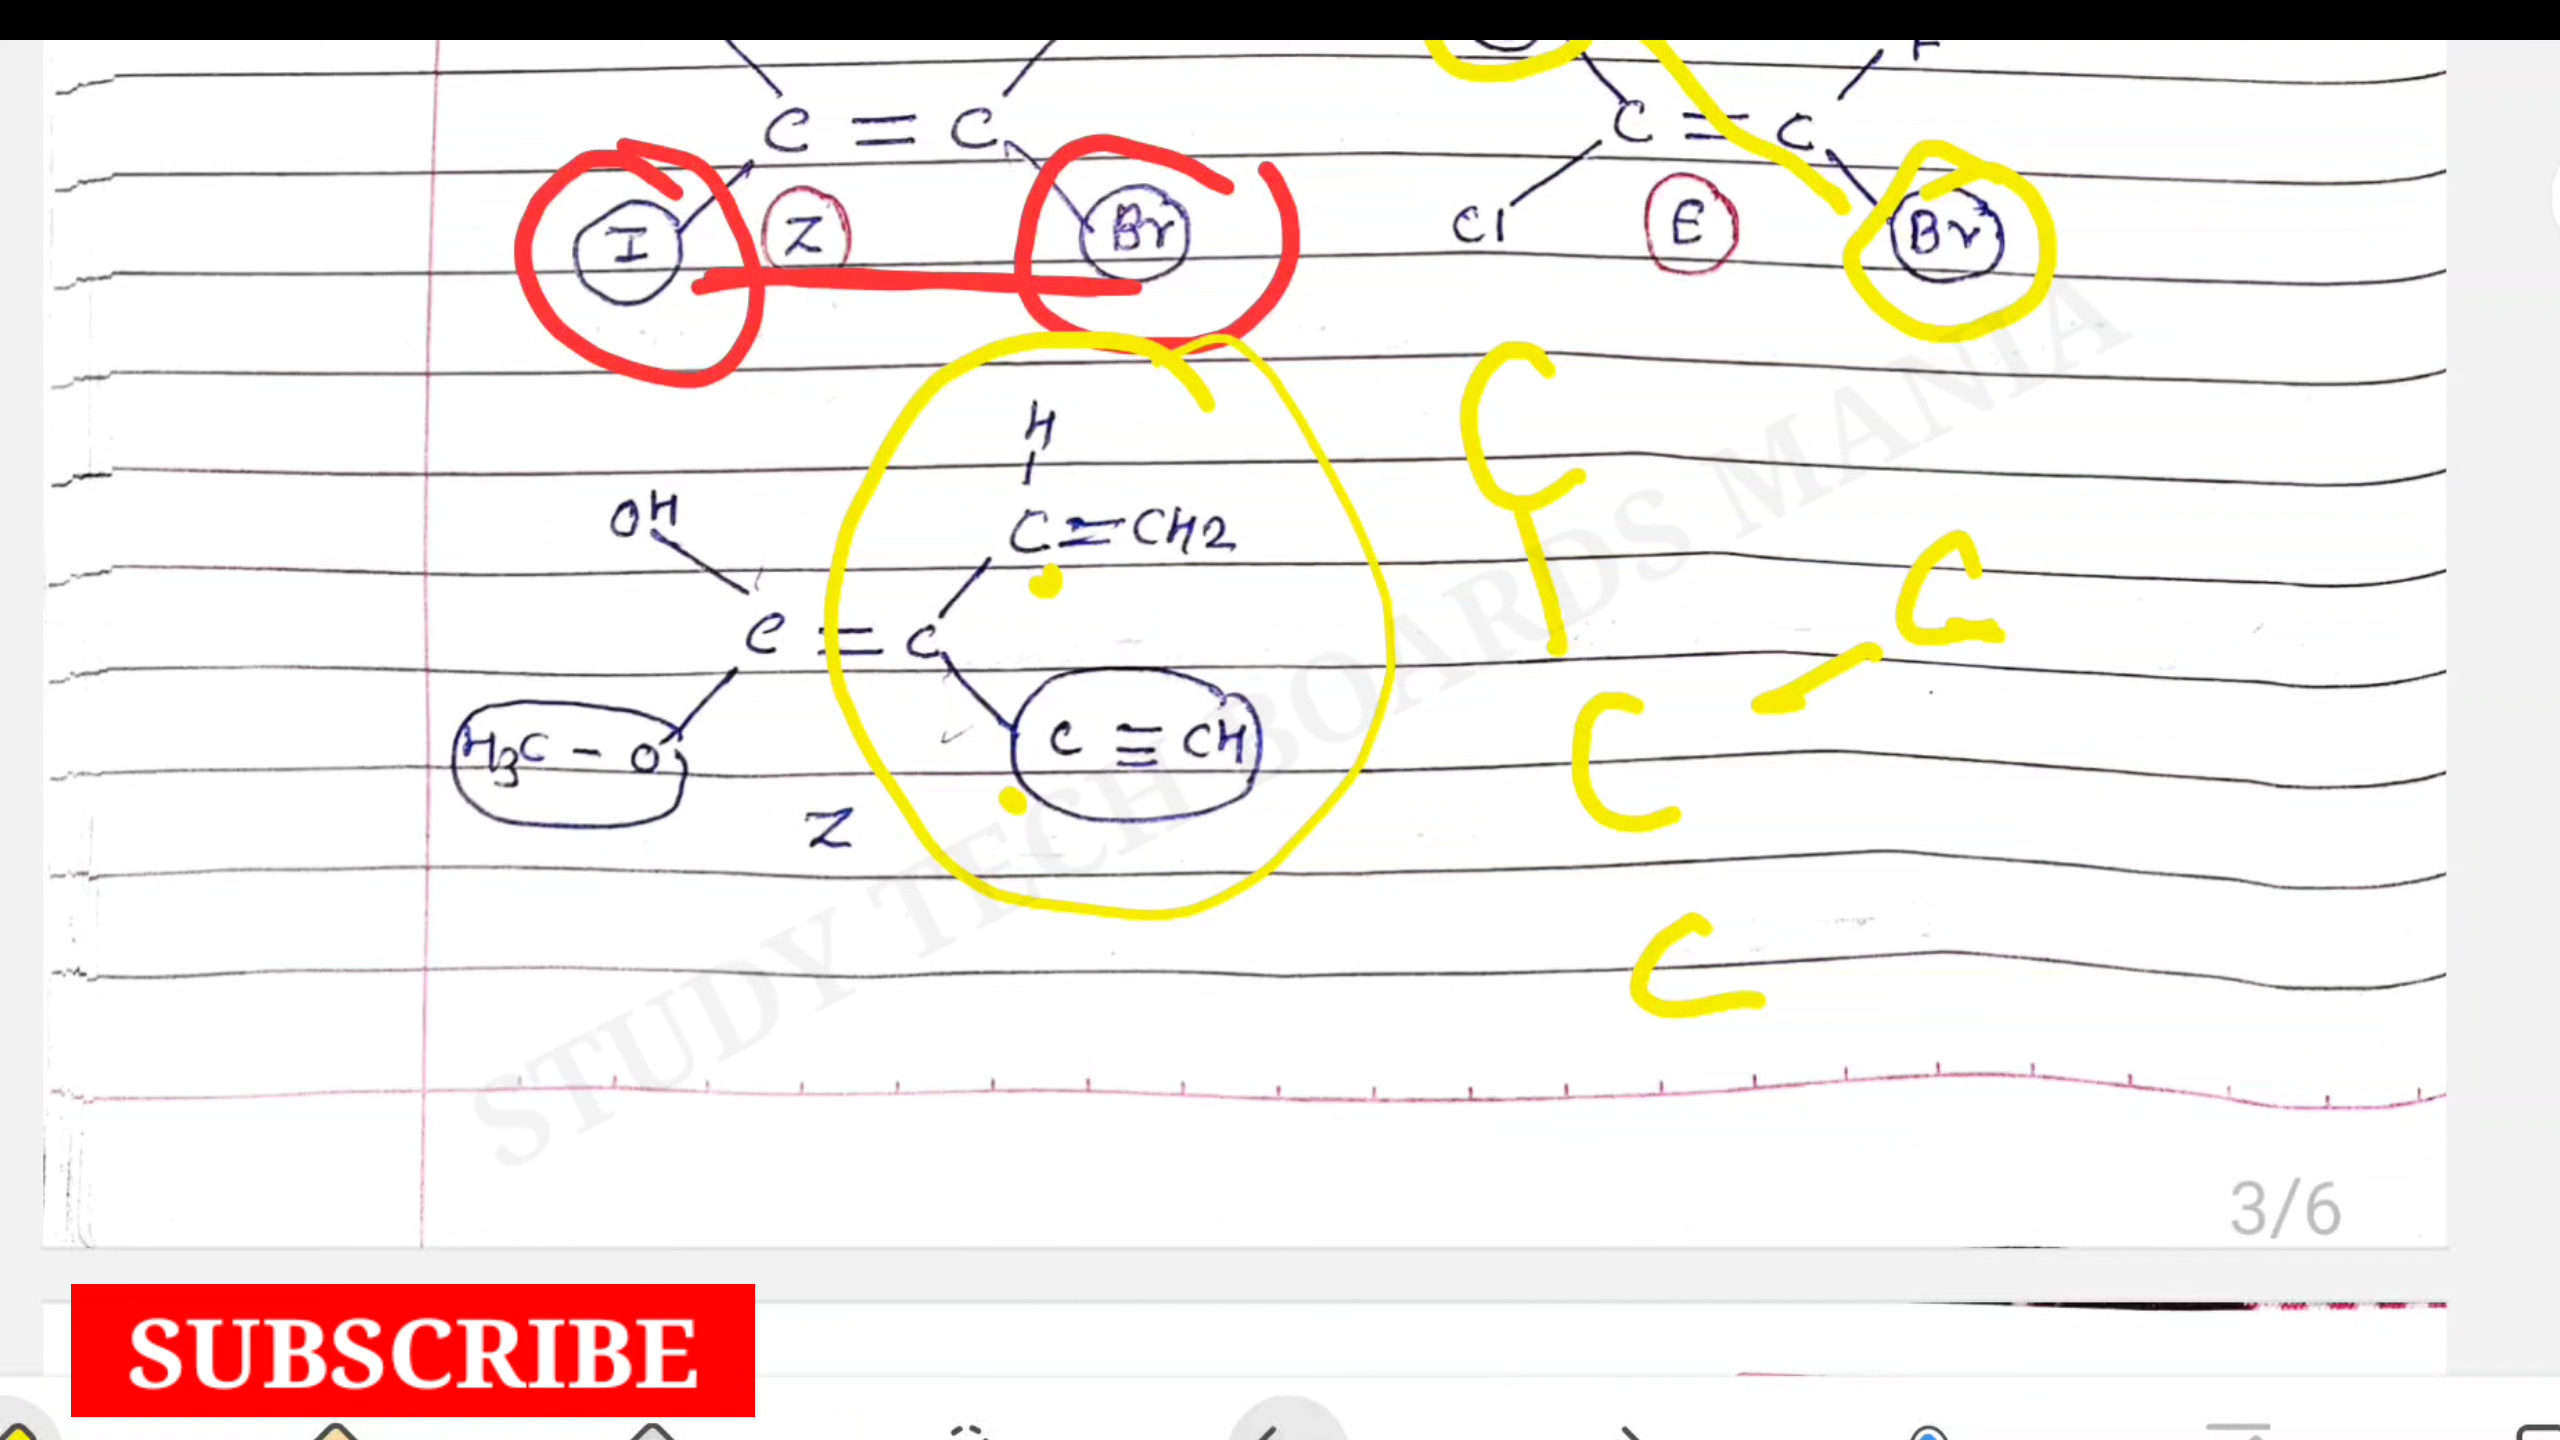 C = C
C = C F
I Z Br
Cl E Br
H
OH C=CH2
C = C
H3C - O C ≡ CH
Z
C
C
C
C
STUDY TECH BOARDS MANIA
3/6
SUBSCRIBE